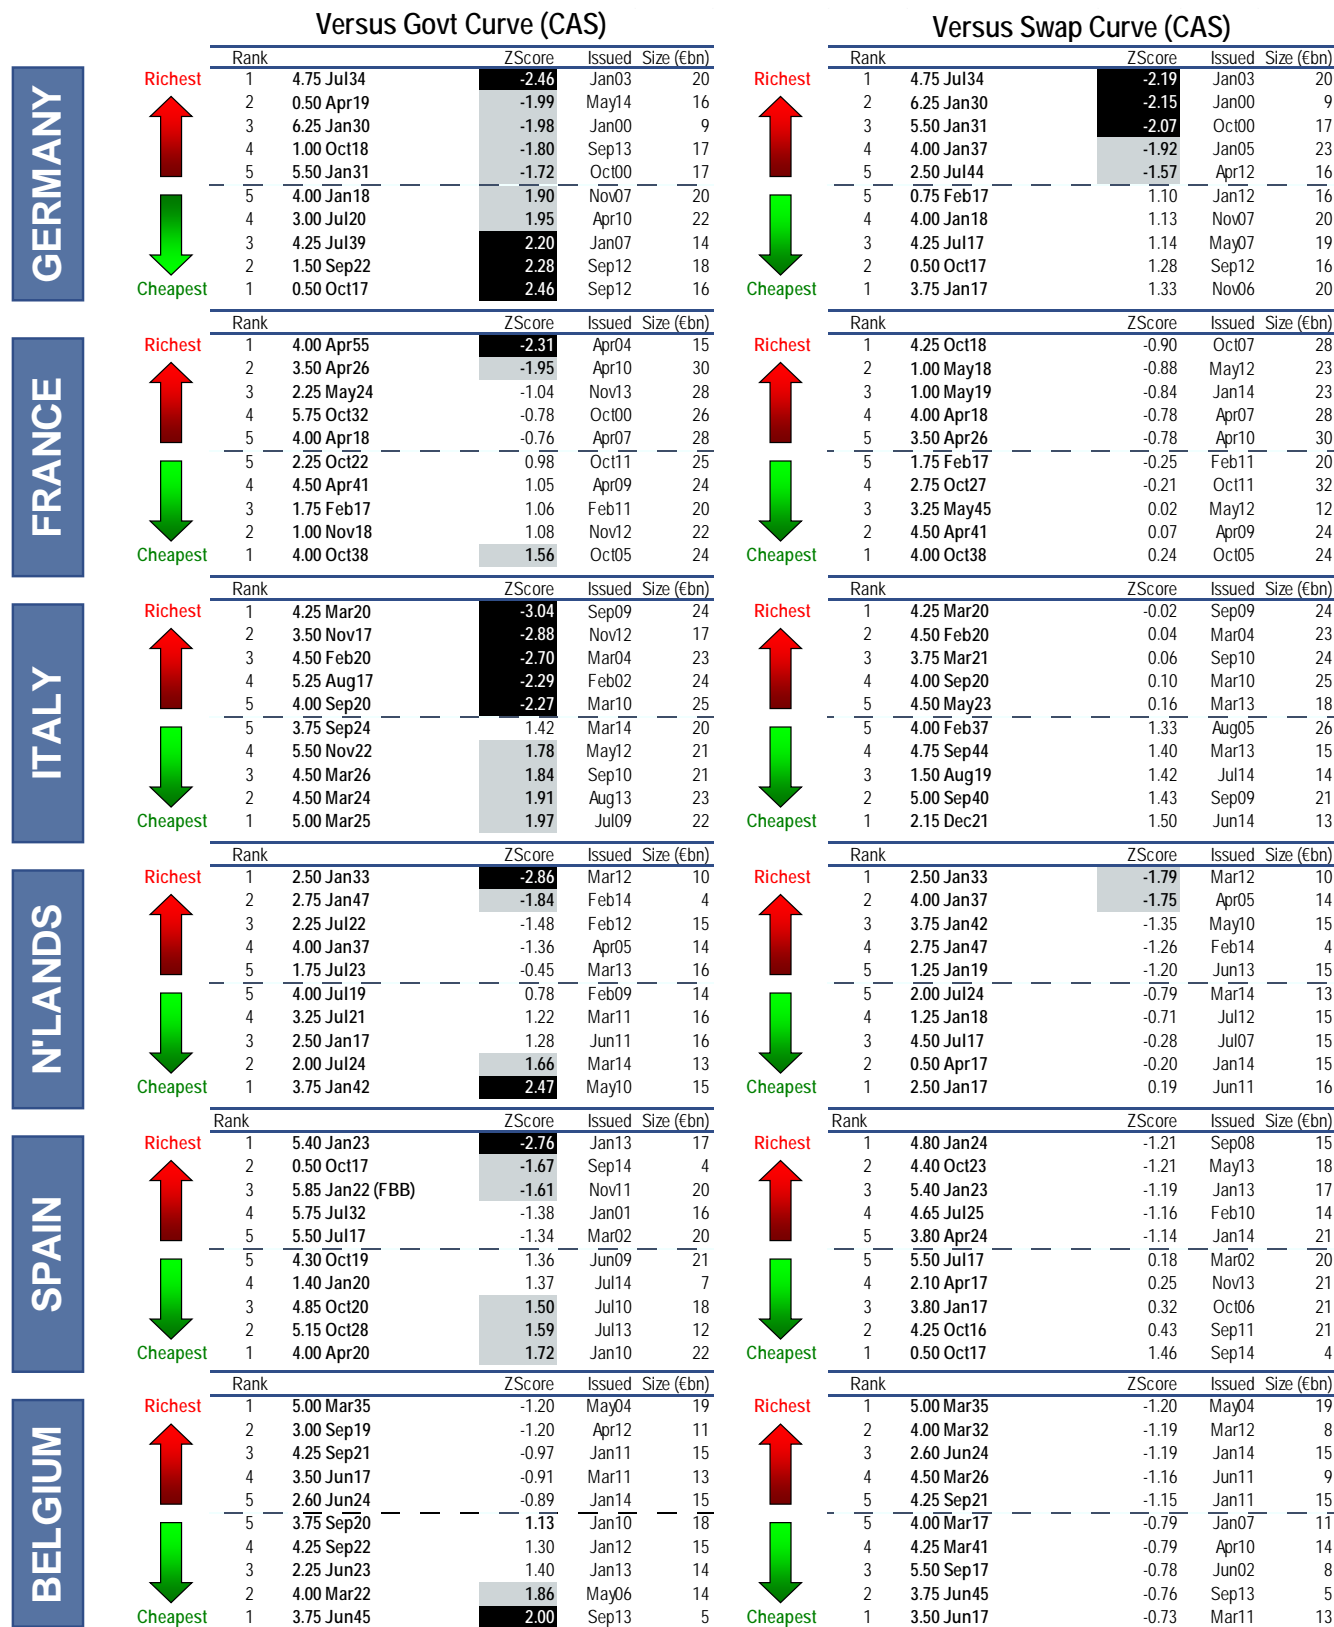 Versus Govt Curve (CAS) Versus Swap Curve (CAS)
GERMANY
Rank ZScore Issued Size (€bn) Rank ZScore Issued Size (€bn)
Richest 1 4.75 Jul34 -2.46 Jan03 20 Richest 1 4.75 Jul34 -2.19 Jan03 20
2 0.50 Apr19 -1.99 May14 16 2 6.25 Jan30 -2.15 Jan00 9
3 6.25 Jan30 -1.98 Jan00 9 3 5.50 Jan31 -2.07 Oct00 17
4 1.00 Oct18 -1.80 Sep13 17 4 4.00 Jan37 -1.92 Jan05 23
5 5.50 Jan31 -1.72 Oct00 17 5 2.50 Jul44 -1.57 Apr12 16
5 4.00 Jan18 1.90 Nov07 20 5 0.75 Feb17 1.10 Jan12 16
4 3.00 Jul20 1.95 Apr10 22 4 4.00 Jan18 1.13 Nov07 20
3 4.25 Jul39 2.20 Jan07 14 3 4.25 Jul17 1.14 May07 19
2 1.50 Sep22 2.28 Sep12 18 2 0.50 Oct17 1.28 Sep12 16
Cheapest 1 0.50 Oct17 2.46 Sep12 16 Cheapest 1 3.75 Jan17 1.33 Nov06 20
FRANCE
Rank ZScore Issued Size (€bn) Rank ZScore Issued Size (€bn)
Richest 1 4.00 Apr55 -2.31 Apr04 15 Richest 1 4.25 Oct18 -0.90 Oct07 28
2 3.50 Apr26 -1.95 Apr10 30 2 1.00 May18 -0.88 May12 23
3 2.25 May24 -1.04 Nov13 28 3 1.00 May19 -0.84 Jan14 23
4 5.75 Oct32 -0.78 Oct00 26 4 4.00 Apr18 -0.78 Apr07 28
5 4.00 Apr18 -0.76 Apr07 28 5 3.50 Apr26 -0.78 Apr10 30
5 2.25 Oct22 0.98 Oct11 25 5 1.75 Feb17 -0.25 Feb11 20
4 4.50 Apr41 1.05 Apr09 24 4 2.75 Oct27 -0.21 Oct11 32
3 1.75 Feb17 1.06 Feb11 20 3 3.25 May45 0.02 May12 12
2 1.00 Nov18 1.08 Nov12 22 2 4.50 Apr41 0.07 Apr09 24
Cheapest 1 4.00 Oct38 1.56 Oct05 24 Cheapest 1 4.00 Oct38 0.24 Oct05 24
ITALY
Rank ZScore Issued Size (€bn) Rank ZScore Issued Size (€bn)
Richest 1 4.25 Mar20 -3.04 Sep09 24 Richest 1 4.25 Mar20 -0.02 Sep09 24
2 3.50 Nov17 -2.88 Nov12 17 2 4.50 Feb20 0.04 Mar04 23
3 4.50 Feb20 -2.70 Mar04 23 3 3.75 Mar21 0.06 Sep10 24
4 5.25 Aug17 -2.29 Feb02 24 4 4.00 Sep20 0.10 Mar10 25
5 4.00 Sep20 -2.27 Mar10 25 5 4.50 May23 0.16 Mar13 18
5 3.75 Sep24 1.42 Mar14 20 5 4.00 Feb37 1.33 Aug05 26
4 5.50 Nov22 1.78 May12 21 4 4.75 Sep44 1.40 Mar13 15
3 4.50 Mar26 1.84 Sep10 21 3 1.50 Aug19 1.42 Jul14 14
2 4.50 Mar24 1.91 Aug13 23 2 5.00 Sep40 1.43 Sep09 21
Cheapest 1 5.00 Mar25 1.97 Jul09 22 Cheapest 1 2.15 Dec21 1.50 Jun14 13
N'LANDS
Rank ZScore Issued Size (€bn) Rank ZScore Issued Size (€bn)
Richest 1 2.50 Jan33 -2.86 Mar12 10 Richest 1 2.50 Jan33 -1.79 Mar12 10
2 2.75 Jan47 -1.84 Feb14 4 2 4.00 Jan37 -1.75 Apr05 14
3 2.25 Jul22 -1.48 Feb12 15 3 3.75 Jan42 -1.35 May10 15
4 4.00 Jan37 -1.36 Apr05 14 4 2.75 Jan47 -1.26 Feb14 4
5 1.75 Jul23 -0.45 Mar13 16 5 1.25 Jan19 -1.20 Jun13 15
5 4.00 Jul19 0.78 Feb09 14 5 2.00 Jul24 -0.79 Mar14 13
4 3.25 Jul21 1.22 Mar11 16 4 1.25 Jan18 -0.71 Jul12 15
3 2.50 Jan17 1.28 Jun11 16 3 4.50 Jul17 -0.28 Jul07 15
2 2.00 Jul24 1.66 Mar14 13 2 0.50 Apr17 -0.20 Jan14 15
Cheapest 1 3.75 Jan42 2.47 May10 15 Cheapest 1 2.50 Jan17 0.19 Jun11 16
SPAIN
Rank ZScore Issued Size (€bn) Rank ZScore Issued Size (€bn)
Richest 1 5.40 Jan23 -2.76 Jan13 17 Richest 1 4.80 Jan24 -1.21 Sep08 15
2 0.50 Oct17 -1.67 Sep14 4 2 4.40 Oct23 -1.21 May13 18
3 5.85 Jan22 (FBB) -1.61 Nov11 20 3 5.40 Jan23 -1.19 Jan13 17
4 5.75 Jul32 -1.38 Jan01 16 4 4.65 Jul25 -1.16 Feb10 14
5 5.50 Jul17 -1.34 Mar02 20 5 3.80 Apr24 -1.14 Jan14 21
5 4.30 Oct19 1.36 Jun09 21 5 5.50 Jul17 0.18 Mar02 20
4 1.40 Jan20 1.37 Jul14 7 4 2.10 Apr17 0.25 Nov13 21
3 4.85 Oct20 1.50 Jul10 18 3 3.80 Jan17 0.32 Oct06 21
2 5.15 Oct28 1.59 Jul13 12 2 4.25 Oct16 0.43 Sep11 21
Cheapest 1 4.00 Apr20 1.72 Jan10 22 Cheapest 1 0.50 Oct17 1.46 Sep14 4
BELGIUM
Rank ZScore Issued Size (€bn) Rank ZScore Issued Size (€bn)
Richest 1 5.00 Mar35 -1.20 May04 19 Richest 1 5.00 Mar35 -1.20 May04 19
2 3.00 Sep19 -1.20 Apr12 11 2 4.00 Mar32 -1.19 Mar12 8
3 4.25 Sep21 -0.97 Jan11 15 3 2.60 Jun24 -1.19 Jan14 15
4 3.50 Jun17 -0.91 Mar11 13 4 4.50 Mar26 -1.16 Jun11 9
5 2.60 Jun24 -0.89 Jan14 15 5 4.25 Sep21 -1.15 Jan11 15
5 3.75 Sep20 1.13 Jan10 18 5 4.00 Mar17 -0.79 Jan07 11
4 4.25 Sep22 1.30 Jan12 15 4 4.25 Mar41 -0.79 Apr10 14
3 2.25 Jun23 1.40 Jan13 14 3 5.50 Sep17 -0.78 Jun02 8
2 4.00 Mar22 1.86 May06 14 2 3.75 Jun45 -0.76 Sep13 5
Cheapest 1 3.75 Jun45 2.00 Sep13 5 Cheapest 1 3.50 Jun17 -0.73 Mar11 13